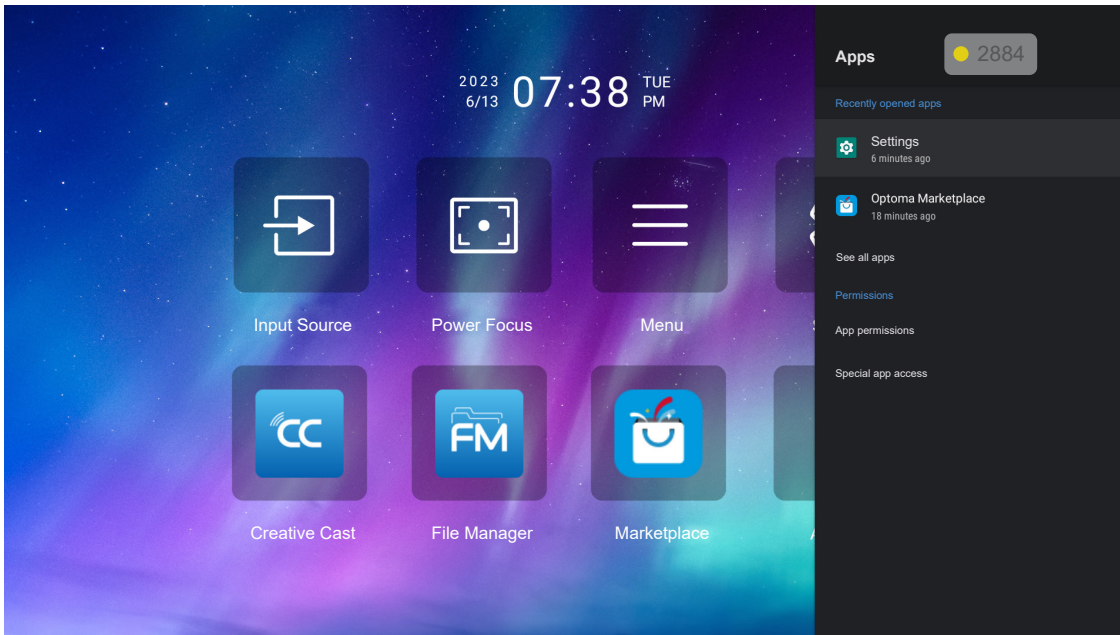 2023
6/13
07:38
TUE
PM
Input Source
Power Focus
Menu
CC
Creative Cast
FM
File Manager
Marketplace
Apps
2884
Recently opened apps
Settings
6 minutes ago
Optoma Marketplace
18 minutes ago
See all apps
Permissions
App permissions
Special app access